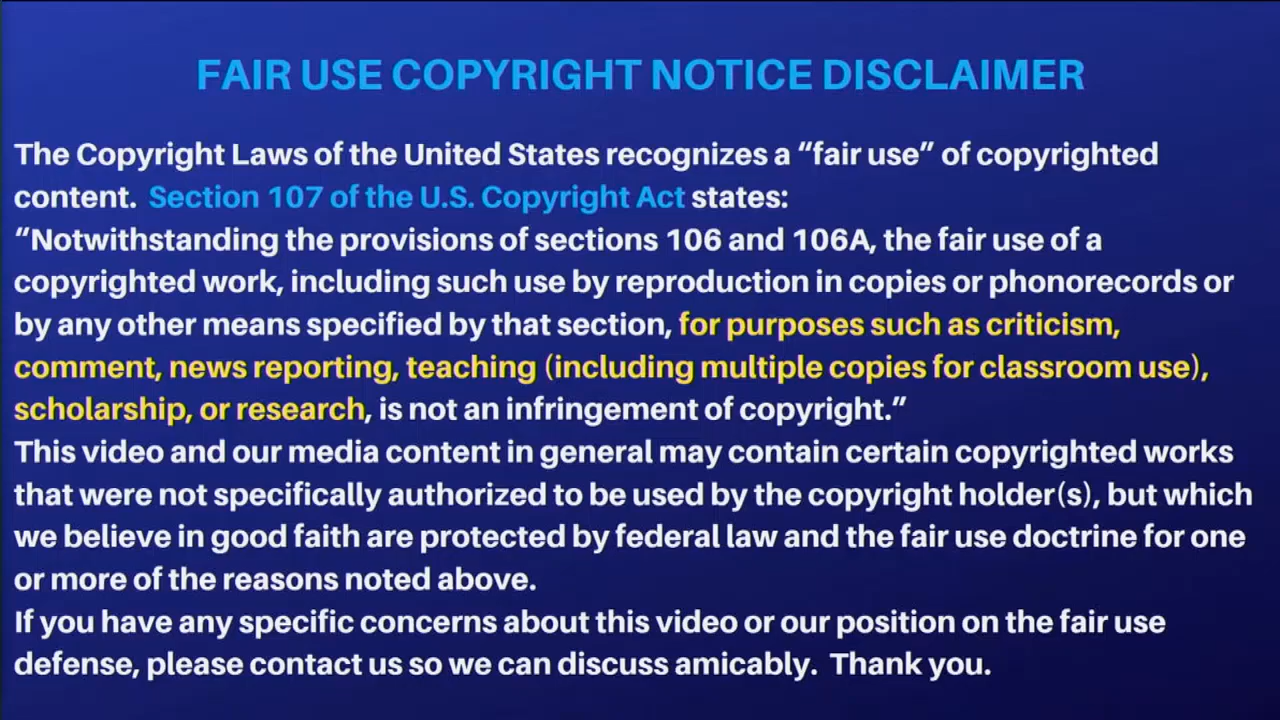 FAIR USE COPYRIGHT NOTICE DISCLAIMER
The Copyright Laws of the United States recognizes a “fair use” of copyrighted
content. Section 107 of the U.S. Copyright Act states:
“Notwithstanding the provisions of sections 106 and 106A, the fair use of a
copyrighted work, including such use by reproduction in copies or phonorecords or
by any other means specified by that section, for purposes such as criticism,
comment, news reporting, teaching (including multiple copies for classroom use),
scholarship, or research, is not an infringement of copyright.”
This video and our media content in general may contain certain copyrighted works
that were not specifically authorized to be used by the copyright holder(s), but which
we believe in good faith are protected by federal law and the fair use doctrine for one
or more of the reasons noted above.
If you have any specific concerns about this video or our position on the fair use
defense, please contact us so we can discuss amicably. Thank you.